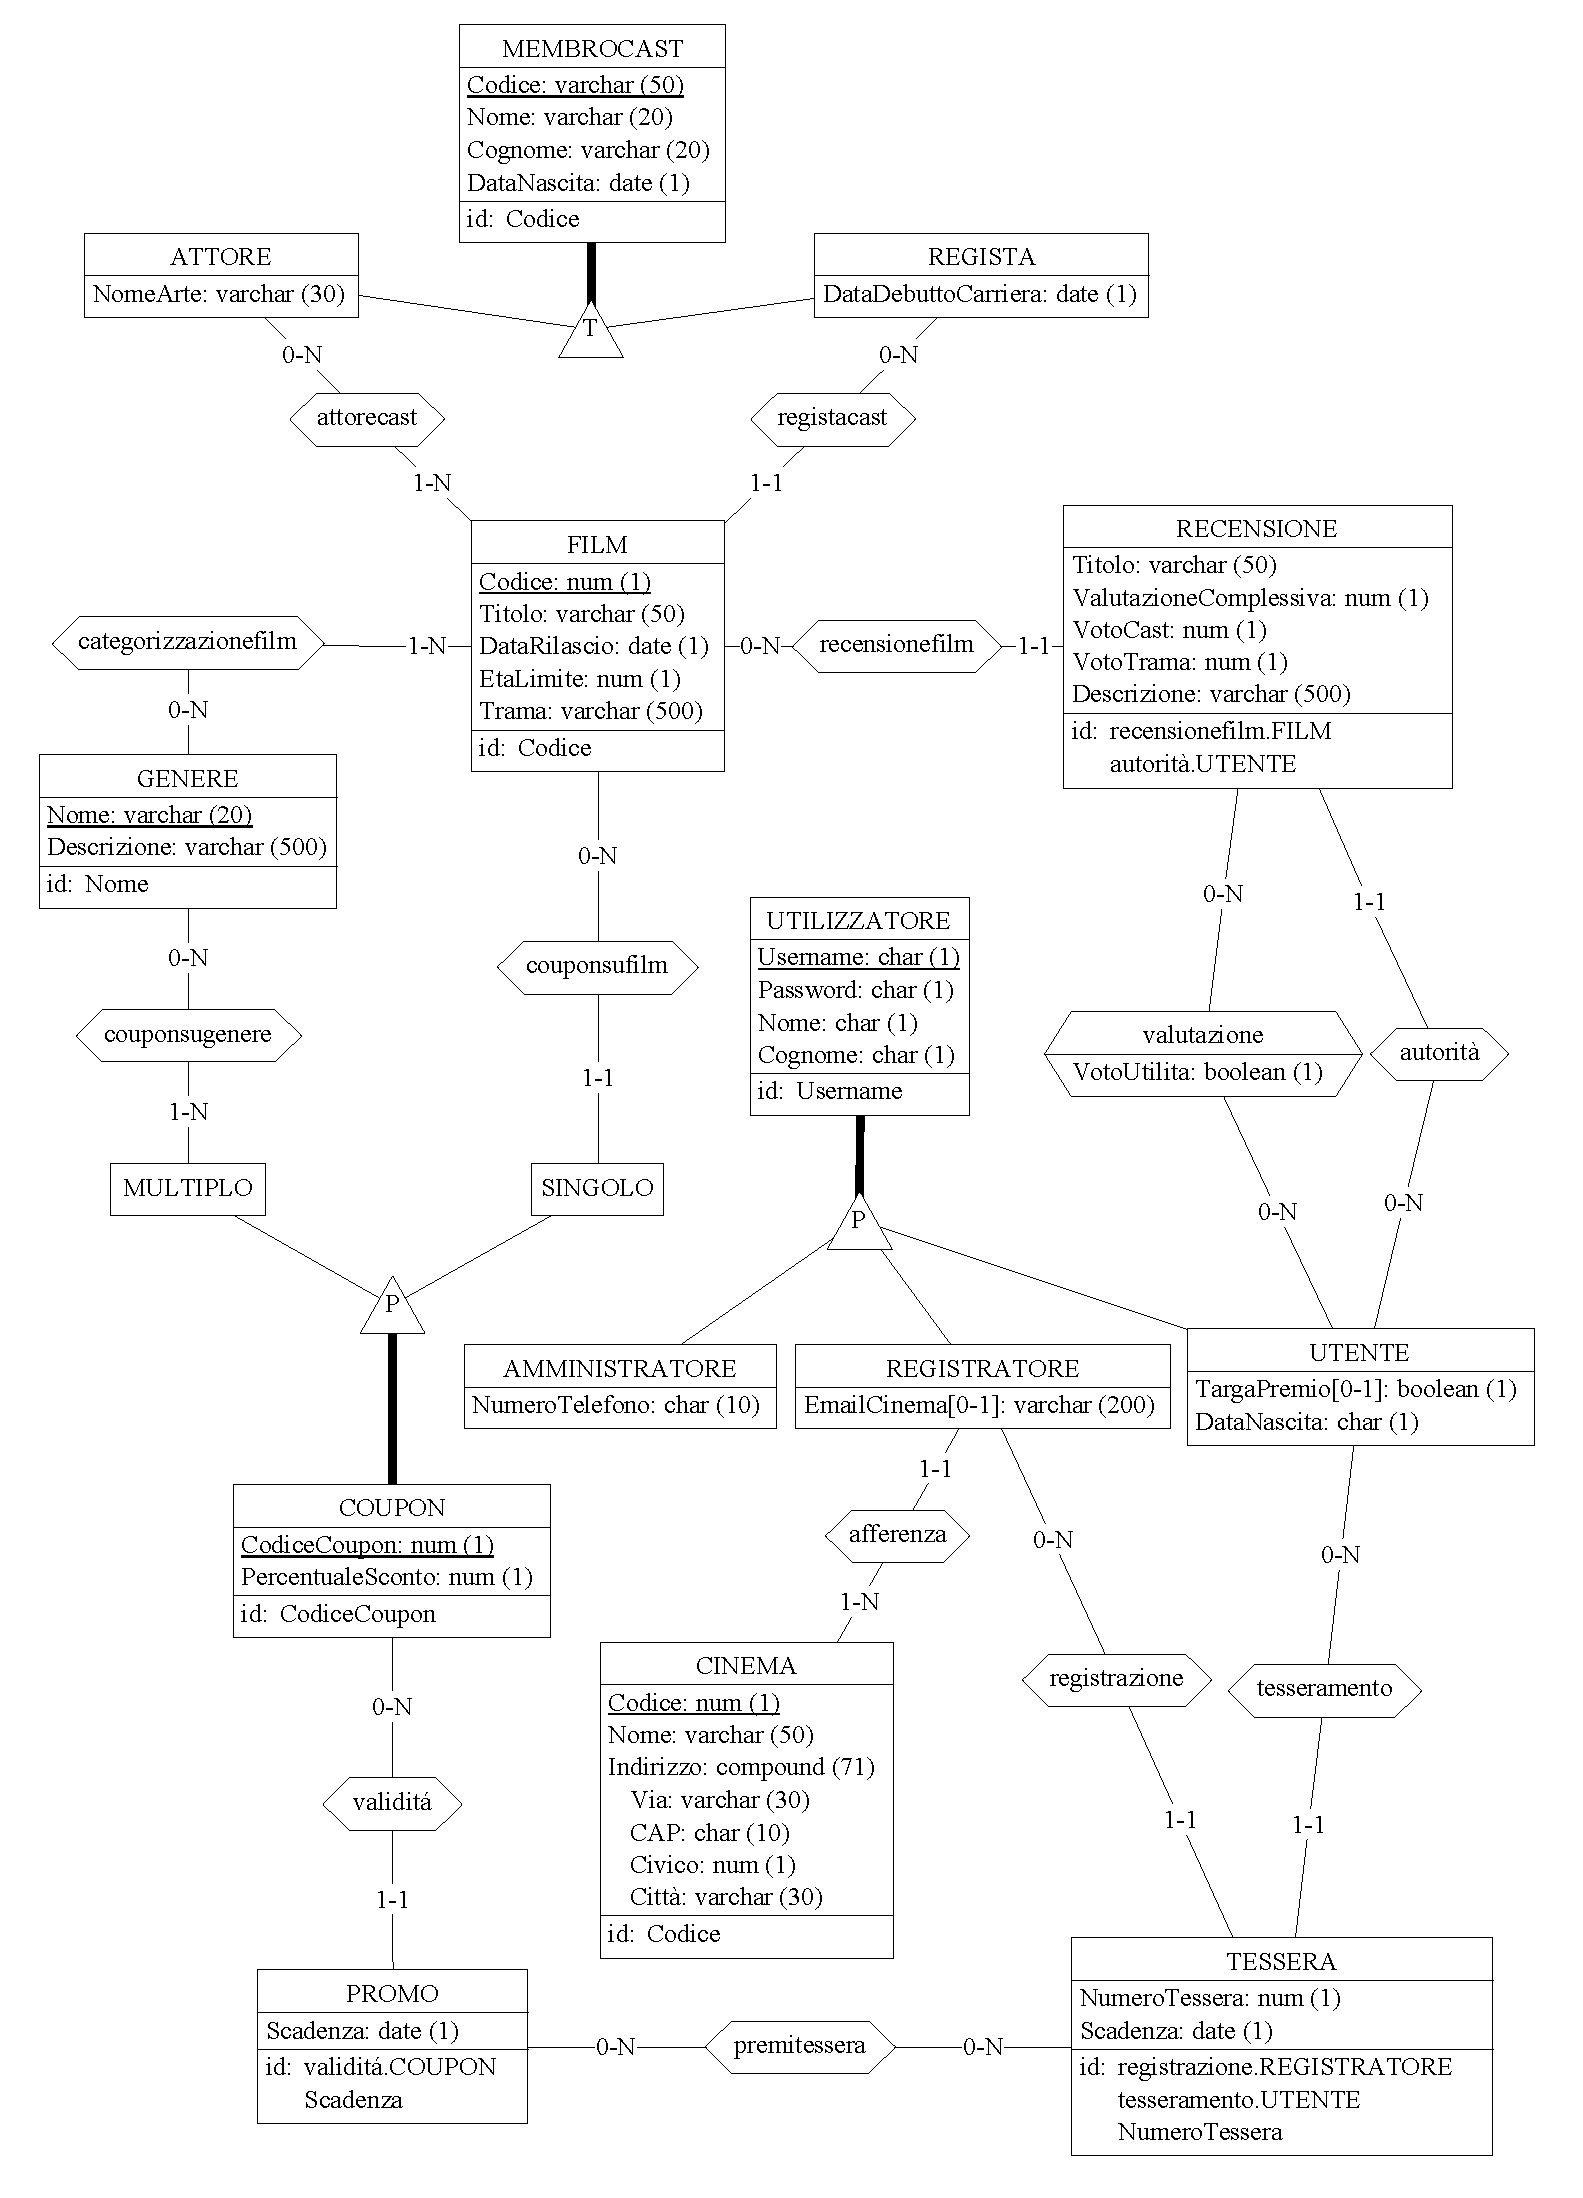 MEMBROCAST
Codice: varchar (50)
Nome: varchar (20)
Cognome: varchar (20)
DataNascita: date (1)
id: Codice
ATTORE
NomeArte: varchar (30)
REGISTA
DataDebuttoCarriera: date (1)
T
0-N
0-N
attorecast
registacast
1-N
1-1
FILM
Codice: num (1)
Titolo: varchar (50)
DataRilascio: date (1)
EtaLimite: num (1)
Trama: varchar (500)
id: Codice
RECENSIONE
Titolo: varchar (50)
ValutazioneComplessiva: num (1)
VotoCast: num (1)
VotoTrama: num (1)
Descrizione: varchar (500)
id: recensionefilm.FILM
autorità.UTENTE
categorizzazionefilm
1-N
0-N
recensionefilm
1-1
0-N
GENERE
Nome: varchar (20)
Descrizione: varchar (500)
id: Nome
0-N
0-N
couponsufilm
couponsugenere
1-1
1-N
MULTIPLO
SINGOLO
P
UTILIZZATORE
Username: char (1)
Password: char (1)
Nome: char (1)
Cognome: char (1)
id: Username
0-N
1-1
valutazione
VotoUtilita: boolean (1)
autorità
0-N
0-N
P
AMMINISTRATORE
NumeroTelefono: char (10)
REGISTRATORE
EmailCinema[0-1]: varchar (200)
UTENTE
TargaPremio[0-1]: boolean (1)
DataNascita: char (1)
COUPON
CodiceCoupon: num (1)
PercentualeSconto: num (1)
id: CodiceCoupon
1-1
afferenza
1-N
0-N
0-N
CINEMA
Codice: num (1)
Nome: varchar (50)
Indirizzo: compound (71)
Via: varchar (30)
CAP: char (10)
Civico: num (1)
Città: varchar (30)
id: Codice
registrazione
tesseramento
1-1
1-1
0-N
validitá
1-1
PROMO
Scadenza: date (1)
id: validitá.COUPON
Scadenza
0-N
premitessera
0-N
TESSERA
NumeroTessera: num (1)
Scadenza: date (1)
id: registrazione.REGISTRATORE
tesseramento.UTENTE
NumeroTessera